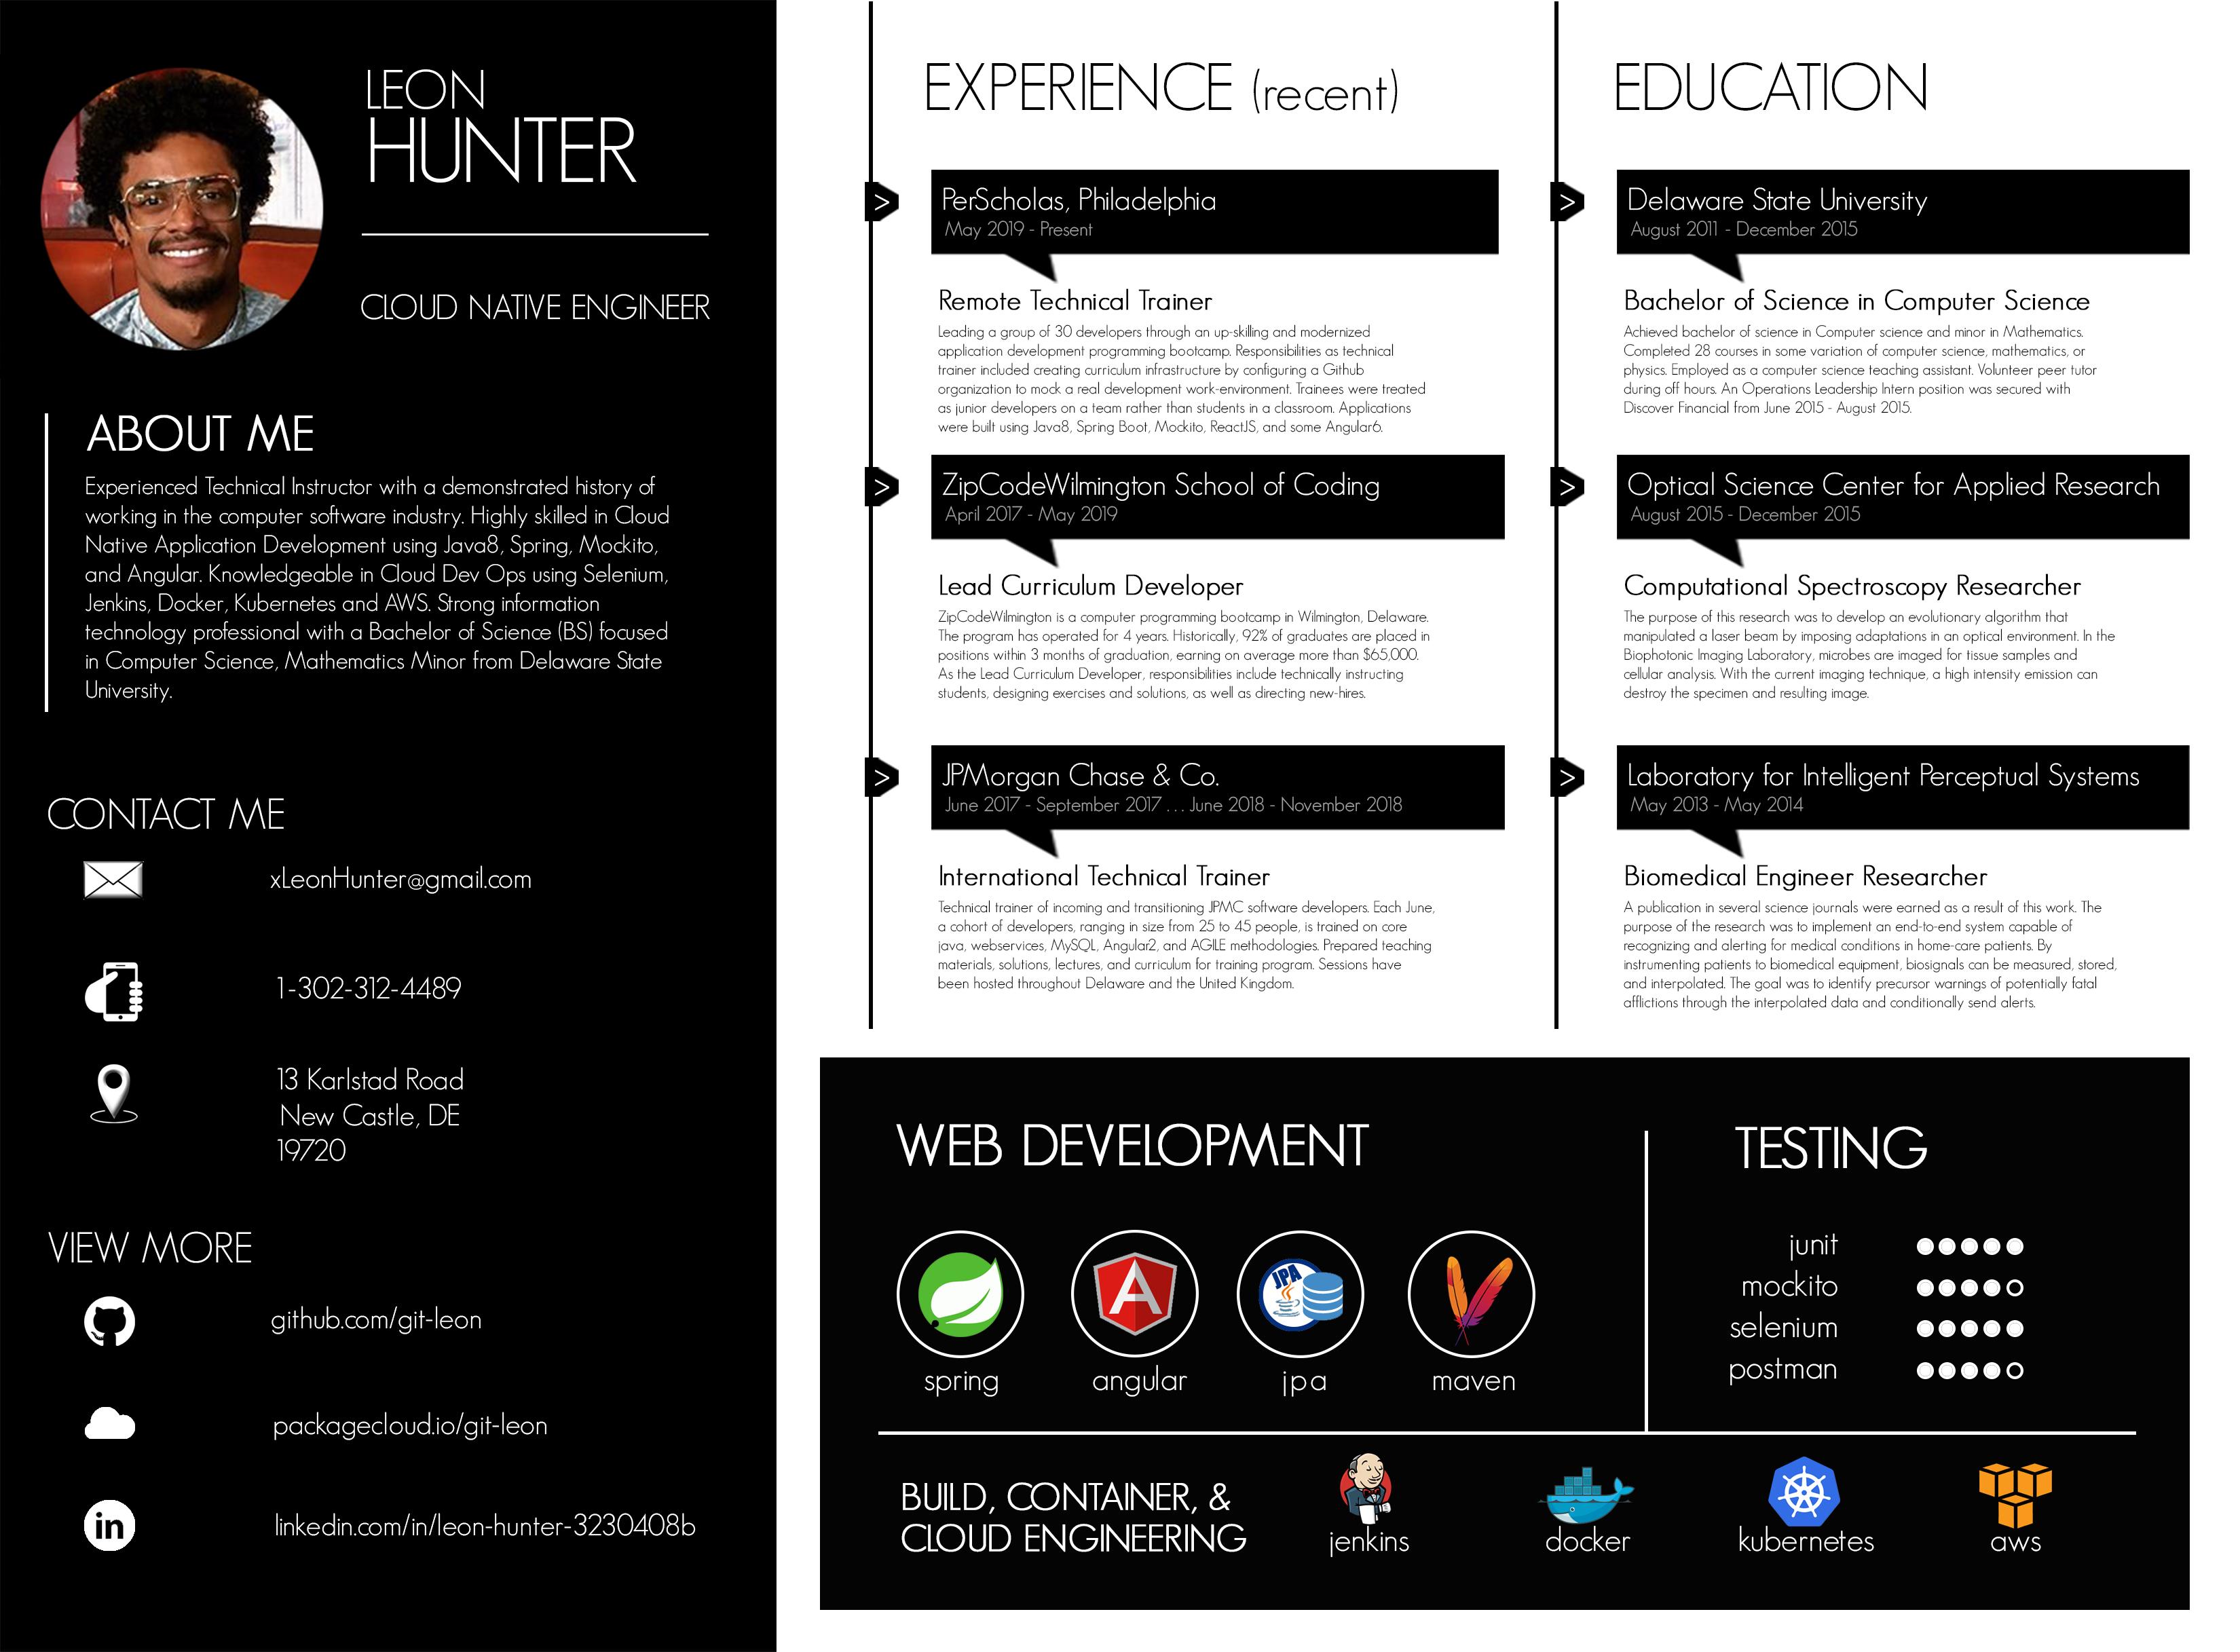 LEON
HUNTER
CLOUD NATIVE ENGINEER
ABOUT ME
Experienced Technical Instructor with a demonstrated history of
working in the computer software industry. Highly skilled in Cloud
Native Application Development using Java8, Spring, Mockito,
and Angular. Knowledgeable in Cloud Dev Ops using Selenium,
Jenkins, Docker, Kubernetes and AWS. Strong information
technology professional with a Bachelor of Science (BS) focused
in Computer Science, Mathematics Minor from Delaware State
University.
CONTACT ME
xLeonHunter@gmail.com
1-302-312-4489
13 Karlstad Road
New Castle, DE
19720
VIEW MORE
github.com/git-leon
packagecloud.io/git-leon
in
linkedin.com/in/leon-hunter-3230408b
EXPERIENCE (recent)
>
PerScholas, Philadelphia
May 2019 - Present
Remote Technical Trainer
Leading a group of 30 developers through an up-skilling and modernized
application development programming bootcamp. Responsibilities as technical
trainer included creating curriculum infrastructure by configuring a Github
organization to mock a real development work-environment. Trainees were treated
as junior developers on a team rather than students in a classroom. Applications
were built using Java8, Spring Boot, Mockito, ReactJS, and some Angular6.
>
ZipCodeWilmington School of Coding
April 2017 - May 2019
Lead Curriculum Developer
ZipCodeWilmington is a computer programming bootcamp in Wilmington, Delaware.
The program has operated for 4 years. Historically, 92% of graduates are placed in
positions within 3 months of graduation, earning on average more than $65,000.
As the Lead Curriculum Developer, responsibilities include technically instructing
students, designing exercises and solutions, as well as directing new-hires.
>
JPMorgan Chase & Co.
June 2017 - September 2017 . . . June 2018 - November 2018
International Technical Trainer
Technical trainer of incoming and transitioning JPMC software developers. Each June,
a cohort of developers, ranging in size from 25 to 45 people, is trained on core
java, webservices, MySQL, Angular2, and AGILE methodologies. Prepared teaching
materials, solutions, lectures, and curriculum for training program. Sessions have
been hosted throughout Delaware and the United Kingdom.
EDUCATION
>
Delaware State University
August 2011 - December 2015
Bachelor of Science in Computer Science
Achieved bachelor of science in Computer science and minor in Mathematics.
Completed 28 courses in some variation of computer science, mathematics, or
physics. Employed as a computer science teaching assistant. Volunteer peer tutor
during off hours. An Operations Leadership Intern position was secured with
Discover Financial from June 2015 - August 2015.
>
Optical Science Center for Applied Research
August 2015 - December 2015
Computational Spectroscopy Researcher
The purpose of this research was to develop an evolutionary algorithm that
manipulated a laser beam by imposing adaptations in an optical environment. In the
Biophotonic Imaging Laboratory, microbes are imaged for tissue samples and
cellular analysis. With the current imaging technique, a high intensity emission can
destroy the specimen and resulting image.
>
Laboratory for Intelligent Perceptual Systems
May 2013 - May 2014
Biomedical Engineer Researcher
A publication in several science journals were earned as a result of this work. The
purpose of the research was to implement an end-to-end system capable of
recognizing and alerting for medical conditions in home-care patients. By
instrumenting patients to biomedical equipment, biosignals can be measured, stored,
and interpolated. The goal was to identify precursor warnings of potentially fatal
afflictions through the interpolated data and conditionally send alerts.
WEB DEVELOPMENT
A
JPA
spring angular jpa maven
TESTING
junit
mockito
selenium
postman
BUILD, CONTAINER, &
CLOUD ENGINEERING
jenkins docker kubernetes aws